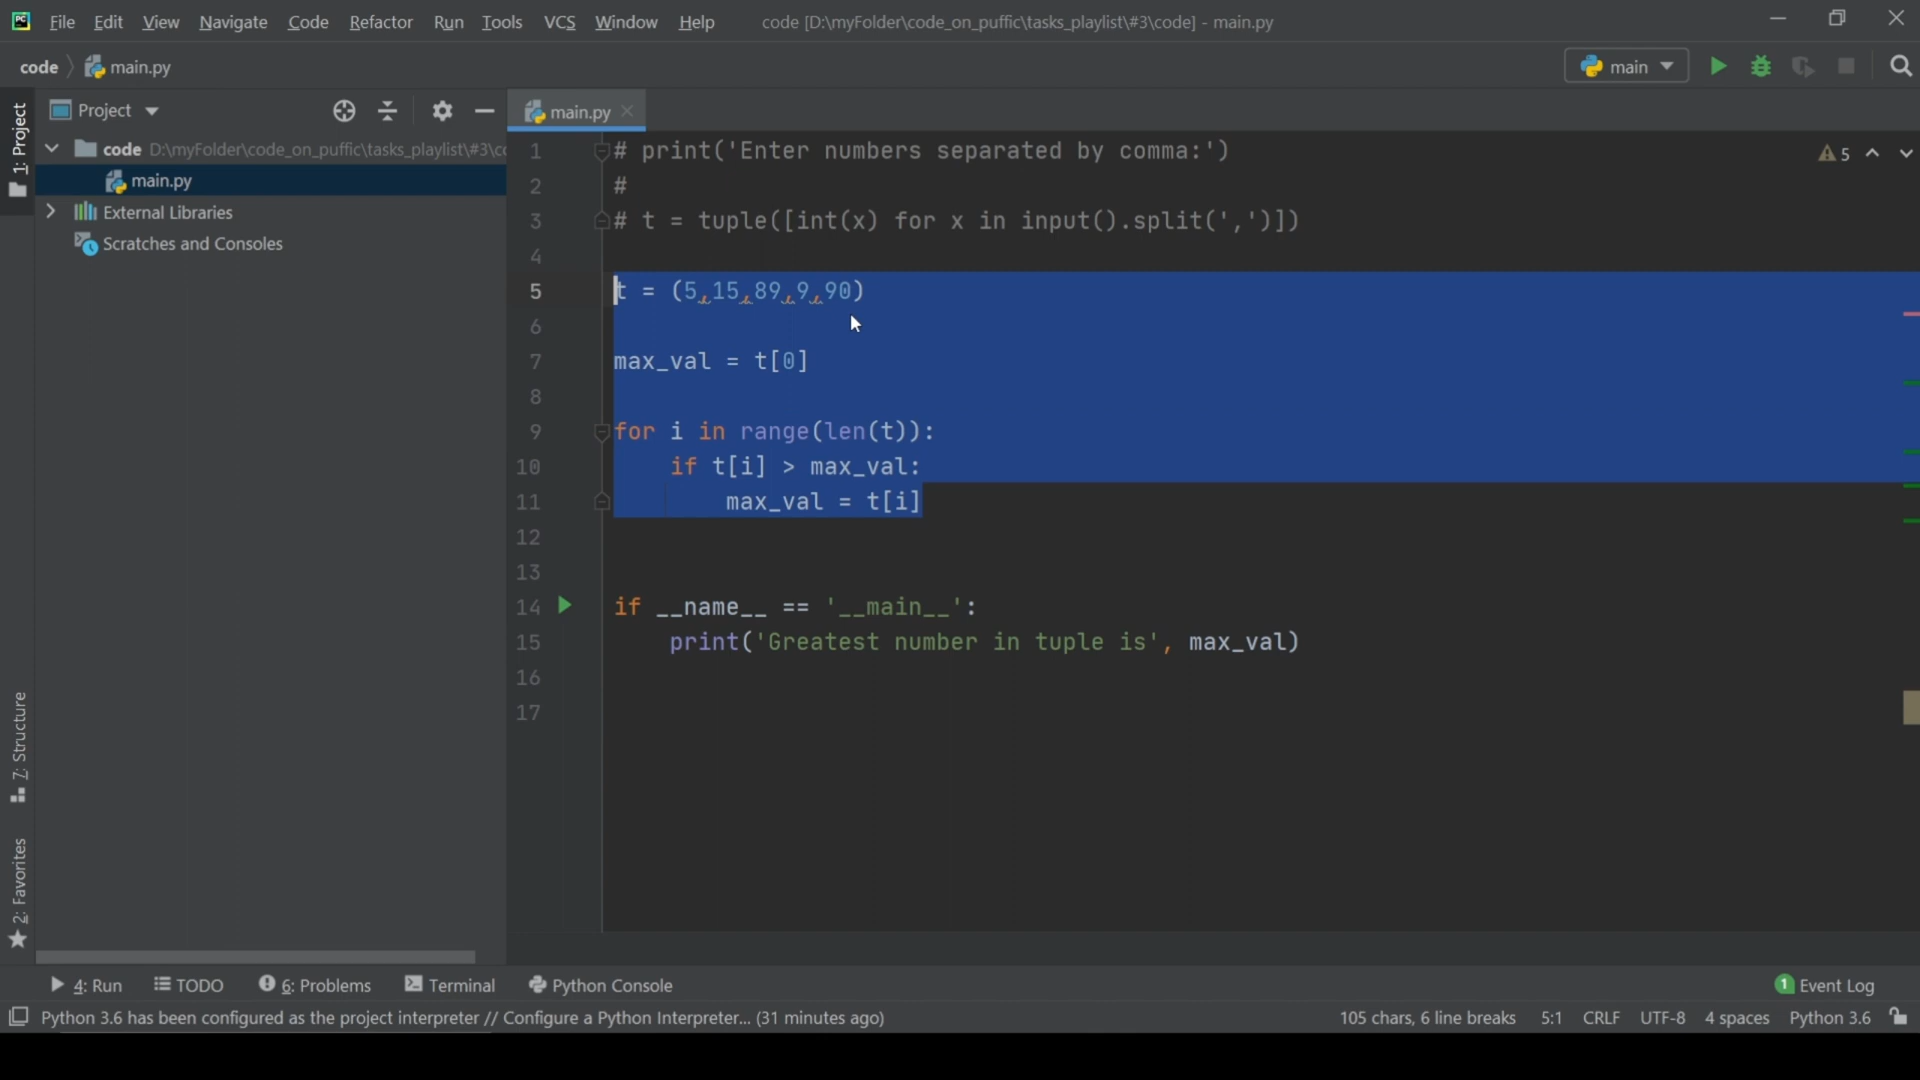 PC File Edit View Navigate Code Refactor Run Tools VCS Window Help code [D:\myFolder\code_on_puffic\tasks_playlist\#3\code] - main.py
code main.py main
1: Project
Project main.py
code D:\myFolder\code_on_puffic\tasks_playlist\#3\co
main.py
External Libraries
Scratches and Consoles
5
1 # print('Enter numbers separated by comma:')
2 #
3 # t = tuple([int(x) for x in input().split(',')])
4
5 t = (5,15,89,9,90)
6
7 max_val = t[0]
8
9 for i in range(len(t)):
10 if t[i] > max_val:
11 max_val = t[i]
12
13
14 if __name__ == '__main__':
15 print('Greatest number in tuple is', max_val)
16
17
7: Structure
2: Favorites
4: Run TODO 6: Problems Terminal Python Console 1 Event Log
Python 3.6 has been configured as the project interpreter // Configure a Python Interpreter... (31 minutes ago) 105 chars, 6 line breaks 5:1 CRLF UTF-8 4 spaces Python 3.6